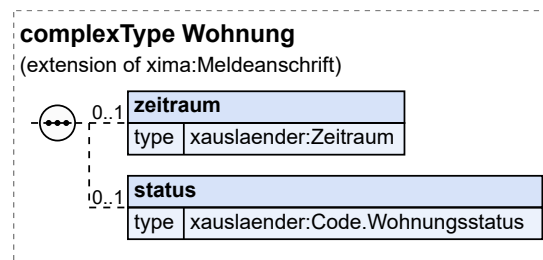 complexType Wohnung
(extension of xima:Meldeanschrift)
0..1 zeitraum
type xauslaender:Zeitraum
0..1 status
type xauslaender:Code.Wohnungsstatus